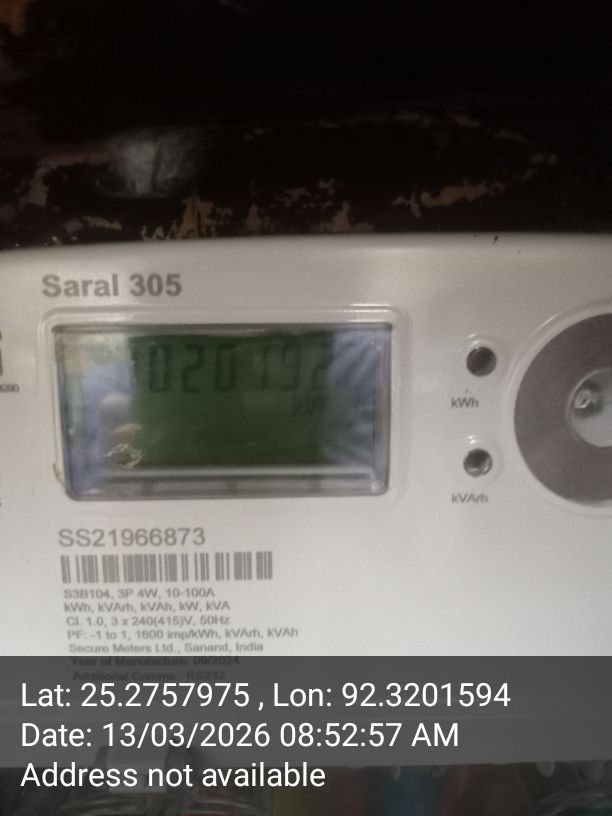 Saral 305
kWh
kVArh
SS21966873
S3B104, 3P 4W, 10-100A
kWh, kVArh, kVAh, kW, kVA
Cl. 1.0, 3 x 240(415)V, 50Hz
PF: -1 to 1, 1600 imp/kWh, kVArh, kVAh
Secure Meters Ltd., Sanand, India
Year of Manufacture: 09/2024
Additional Comms.: RS232
Lat: 25.2757975 , Lon: 92.3201594
Date: 13/03/2026 08:52:57 AM
Address not available